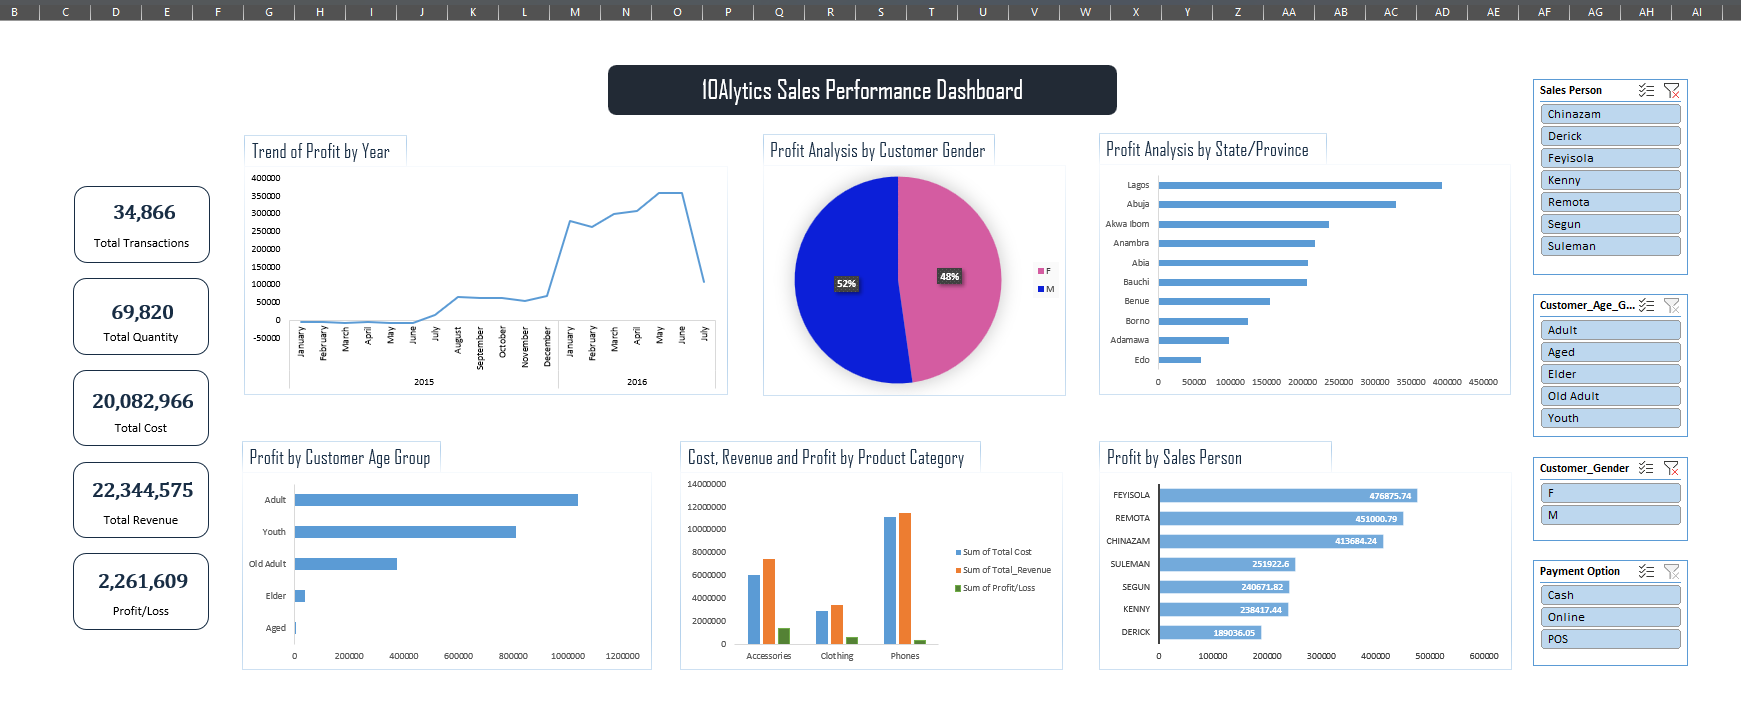 B C D E F G H I J K L M N O P Q R S T U V W X Y Z AA AB AC AD AE AF AG AH AI
10Alytics Sales Performance Dashboard
34,866
Total Transactions
69,820
Total Quantity
20,082,966
Total Cost
22,344,575
Total Revenue
2,261,609
Profit/Loss
Trend of Profit by Year
400000
350000
300000
250000
200000
150000
100000
50000
0
-50000
January February March April May June July August September October November December January February March April May June July
2015 2016
Profit Analysis by Customer Gender
52%
48%
F
M
Profit Analysis by State/Province
Lagos
Abuja
Akwa Ibom
Anambra
Abia
Bauchi
Benue
Borno
Adamawa
Edo
0 50000 100000 150000 200000 250000 300000 350000 400000 450000
Profit by Customer Age Group
Adult
Youth
Old Adult
Elder
Aged
0 200000 400000 600000 800000 1000000 1200000
Cost, Revenue and Profit by Product Category
14000000
12000000
10000000
8000000
6000000
4000000
2000000
0
Accessories Clothing Phones
Sum of Total Cost
Sum of Total_Revenue
Sum of Profit/Loss
Profit by Sales Person
FEYISOLA 476875.74
REMOTA 451000.79
CHINAZAM 413684.24
SULEMAN 251922.6
SEGUN 240671.82
KENNY 238417.44
DERICK 189036.05
0 100000 200000 300000 400000 500000 600000
Sales Person
Chinazam
Derick
Feyisola
Kenny
Remota
Segun
Suleman
Customer_Age_G...
Adult
Aged
Elder
Old Adult
Youth
Customer_Gender
F
M
Payment Option
Cash
Online
POS